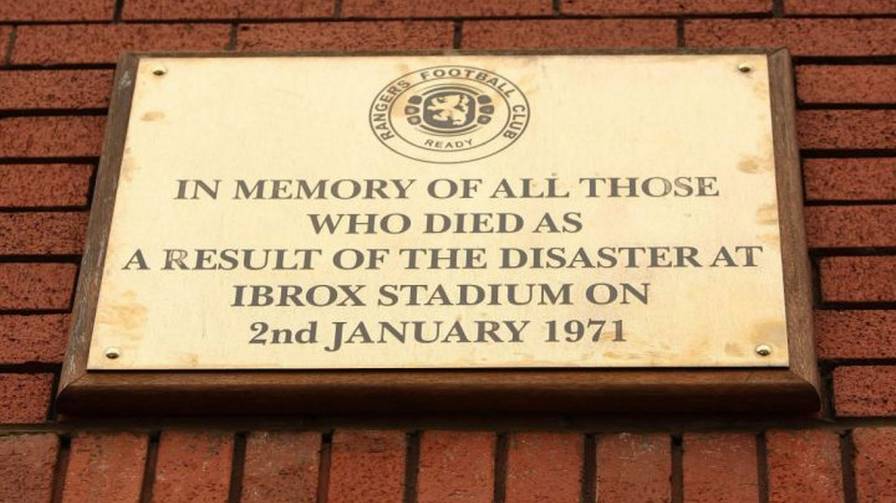 RANGERS FOOTBALL CLUB
READY
IN MEMORY OF ALL THOSE
WHO DIED AS
A RESULT OF THE DISASTER AT
IBROX STADIUM ON
2nd JANUARY 1971